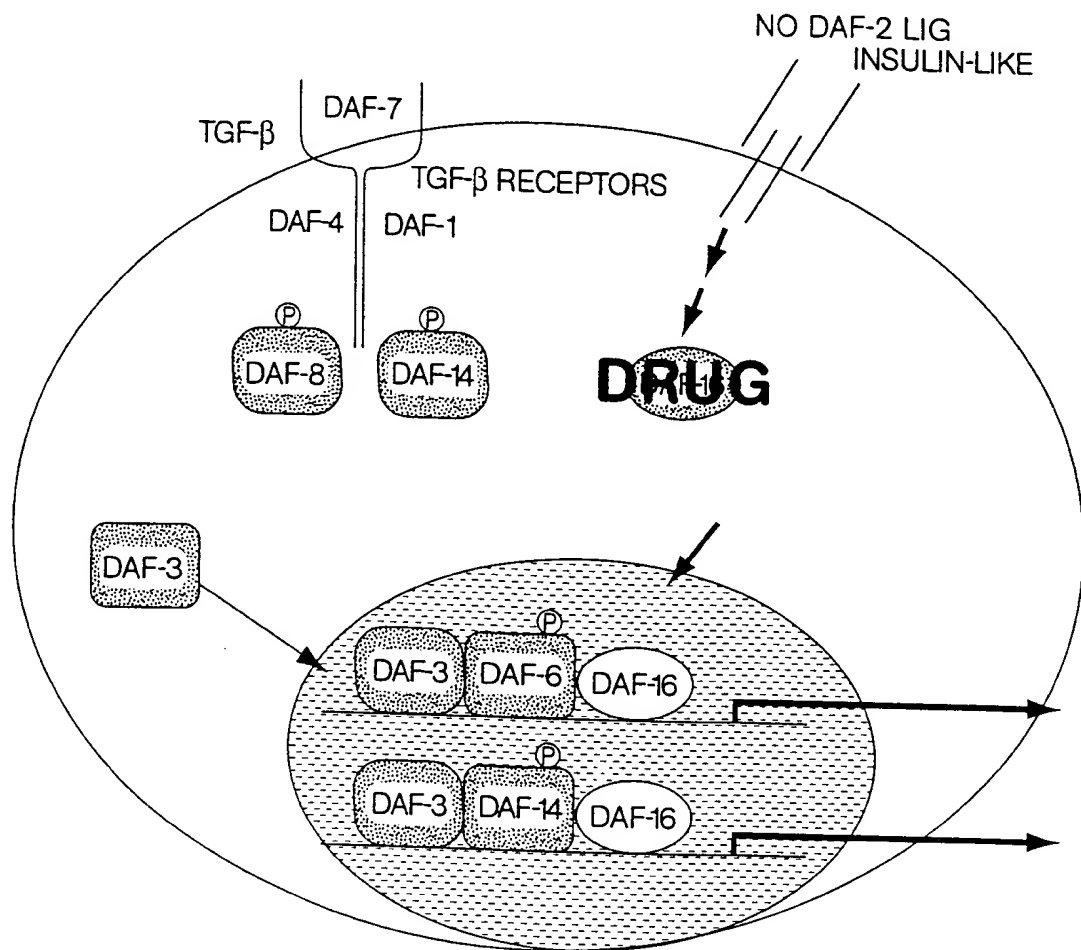 NO DAF-2 LIG
INSULIN-LIKE
DAF-7
TGF-β
TGF-β RECEPTORS
DAF-4
DAF-1
P
P
DAF-8
DAF-14
DRUG
DAF-3
P
DAF-3
DAF-6
DAF-16
P
DAF-3
DAF-14
DAF-16